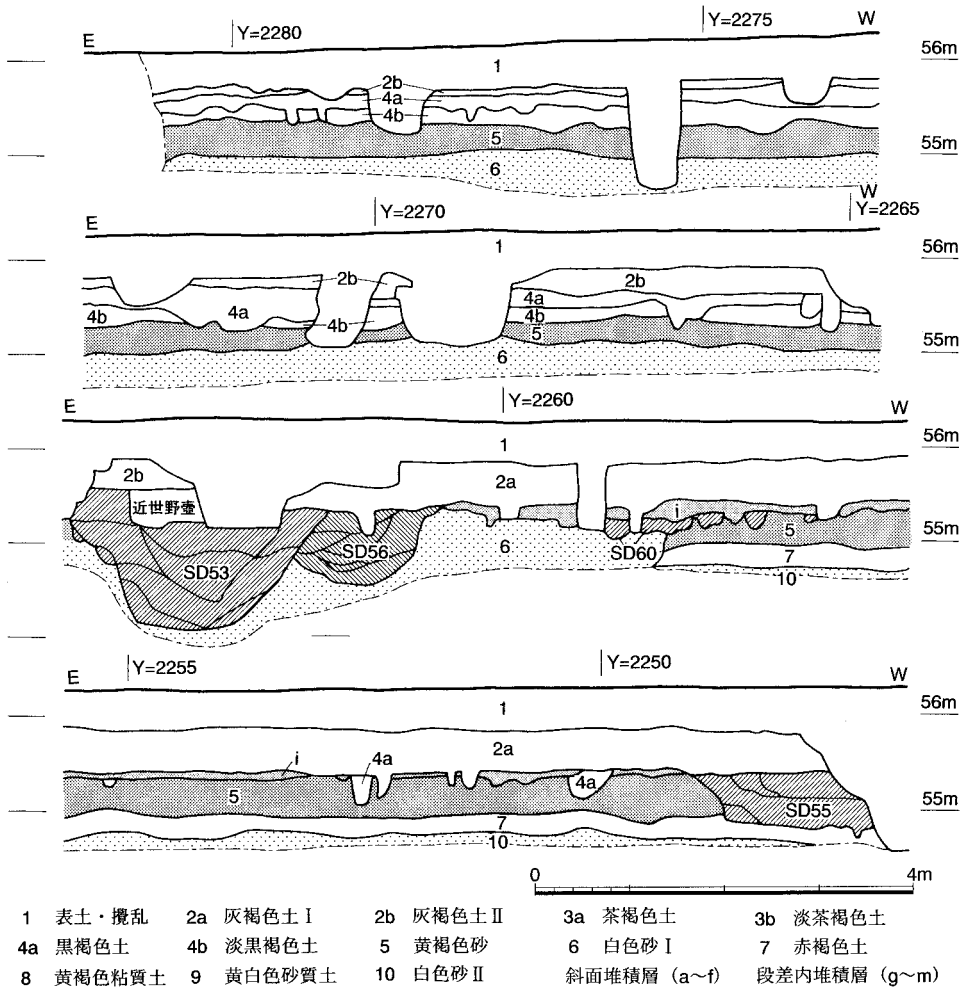 E Y=2280 Y=2275 W
56m
1
2b
4a
4b
5
55m
6
W
E Y=2270 Y=2265
56m
1
2b 2b
4a 4a
4b 4b 4b
5
55m
6
E Y=2260 W
56m
1
2b 2a
近世野壺
i
5
55m
SD53 SD56 6 SD60 7
10
E Y=2255 Y=2250 W
56m
1
2a
i 4a
5 4a
55m
7 SD55
10
0 4m
1 表土・攪乱 2a 灰褐色土Ⅰ 2b 灰褐色土Ⅱ 3a 茶褐色土 3b 淡茶褐色土
4a 黒褐色土 4b 淡黒褐色土 5 黄褐色砂 6 白色砂Ⅰ 7 赤褐色土
8 黄褐色粘質土 9 黄白色砂質土 10 白色砂Ⅱ 斜面堆積層(a~f) 段差内堆積層(g~m)